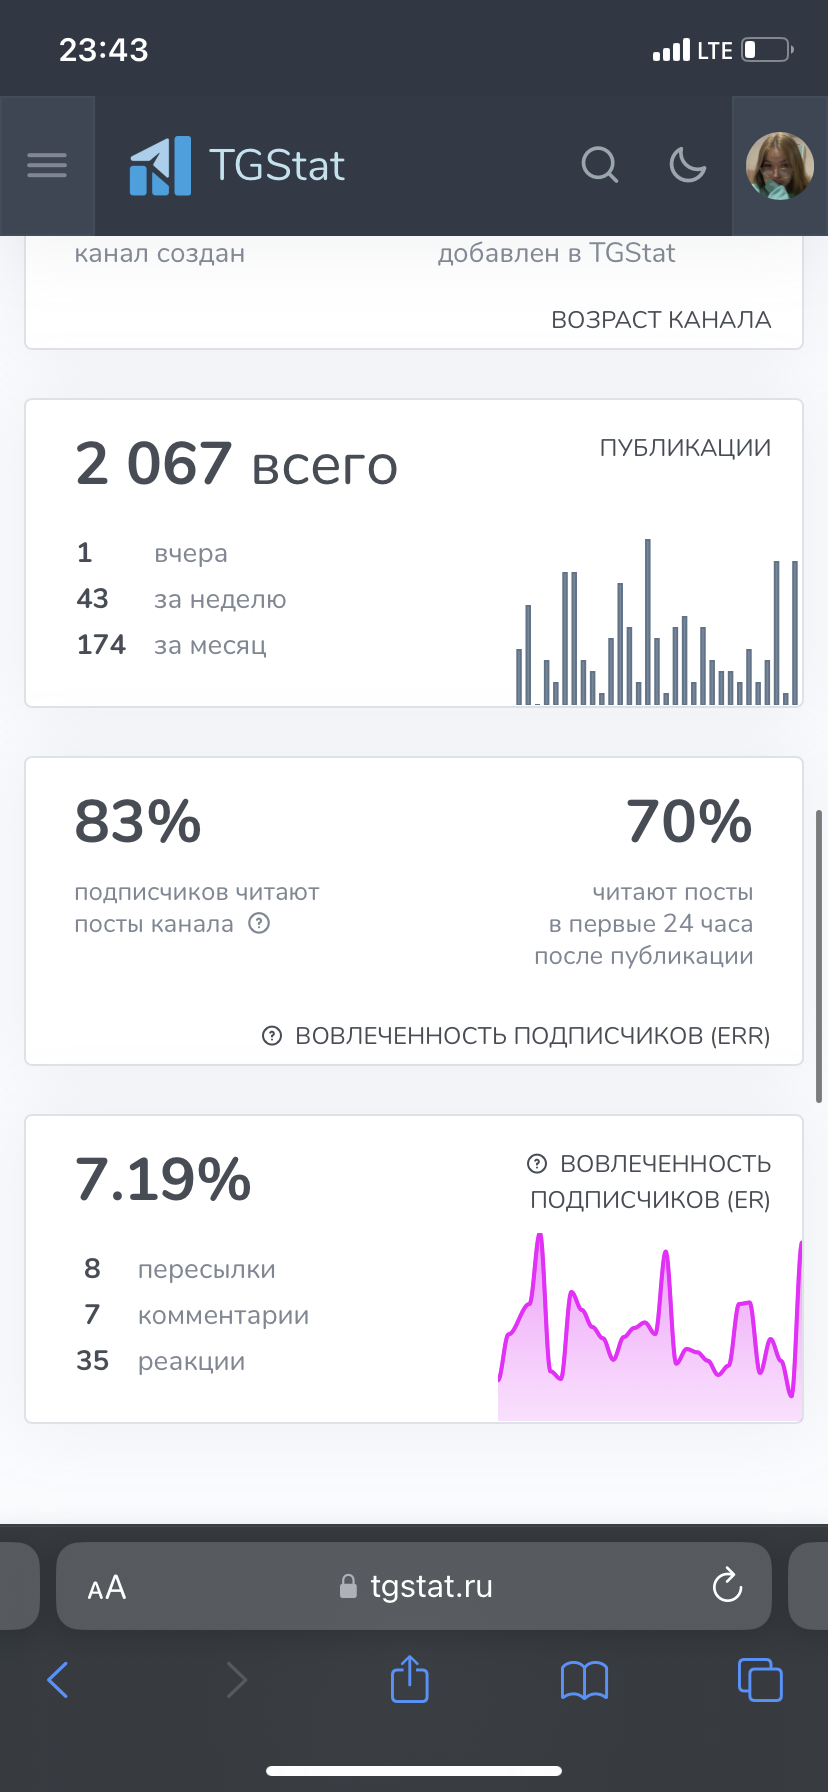 23:43
LTE
TGStat
канал создан
добавлен в TGStat
ВОЗРАСТ КАНАЛА
2 067 всего
ПУБЛИКАЦИИ
1 вчера
43 за неделю
174 за месяц
83%
подписчиков читают
посты канала ?
70%
читают посты
в первые 24 часа
после публикации
? ВОВЛЕЧЕННОСТЬ ПОДПИСЧИКОВ (ERR)
7.19%
? ВОВЛЕЧЕННОСТЬ
ПОДПИСЧИКОВ (ER)
8 пересылки
7 комментарии
35 реакции
AA
tgstat.ru